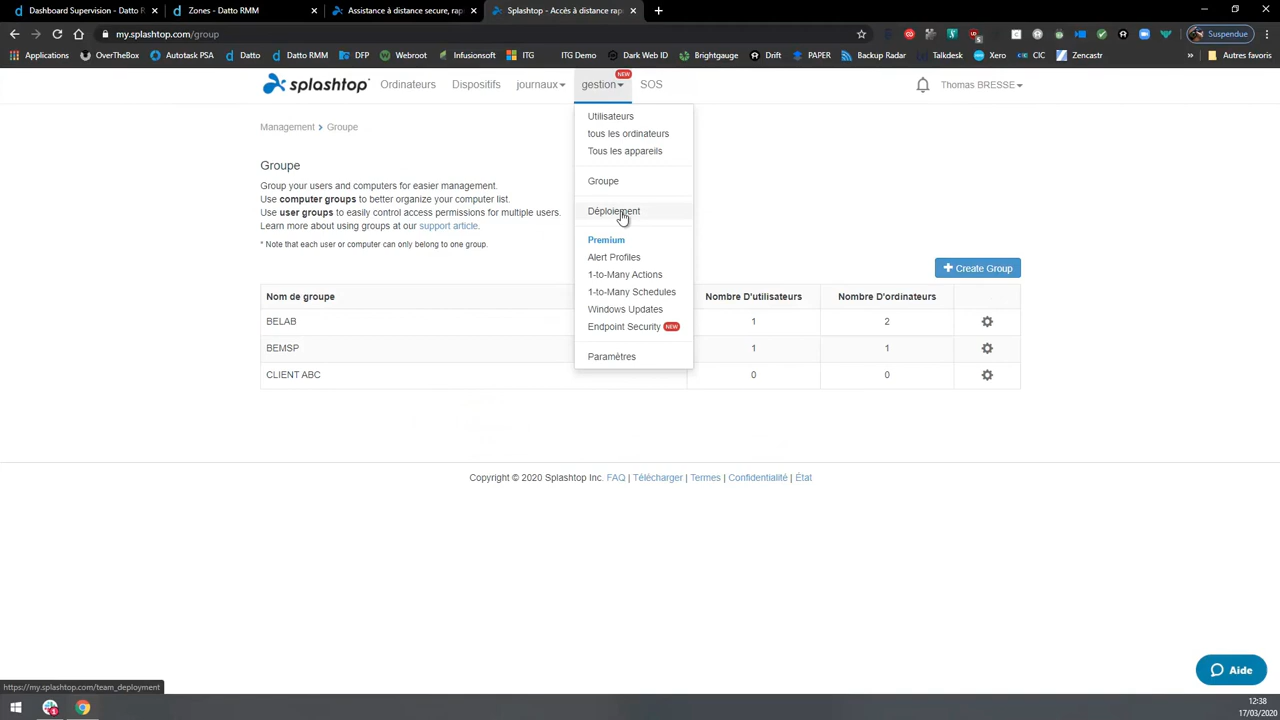 Dashboard Supervision - Datto R
Zones - Datto RMM
Assistance à distance secure, rap
Splashtop - Accès à distance rap
my.splashtop.com/group
Suspendue
Applications
OverTheBox
Autotask PSA
Datto
Datto RMM
DFP
Webroot
Infusionsoft
ITG
ITG Demo
Dark Web ID
Brightgauge
Drift
PAPER
Backup Radar
Talkdesk
Xero
CIC
Zencastr
»
Autres favoris
splashtop
Ordinateurs
Dispositifs
journaux
gestion
NEW
SOS
Thomas BRESSE
Management > Groupe
Groupe
Group your users and computers for easier management.
Use computer groups to better organize your computer list.
Use user groups to easily control access permissions for multiple users.
Learn more about using groups at our support article.
* Note that each user or computer can only belong to one group.
Utilisateurs
tous les ordinateurs
Tous les appareils
Groupe
Déploiement
Premium
Alert Profiles
1-to-Many Actions
1-to-Many Schedules
Windows Updates
Endpoint Security NEW
Paramètres
Create Group
Nom de groupe
Nombre D'utilisateurs
Nombre D'ordinateurs
BELAB 1 2
BEMSP 1 1
CLIENT ABC 0 0
Copyright © 2020 Splashtop Inc. FAQ | Télécharger | Termes | Confidentialité | État
Aide
https://my.splashtop.com/team_deployment
12:38
17/03/2020